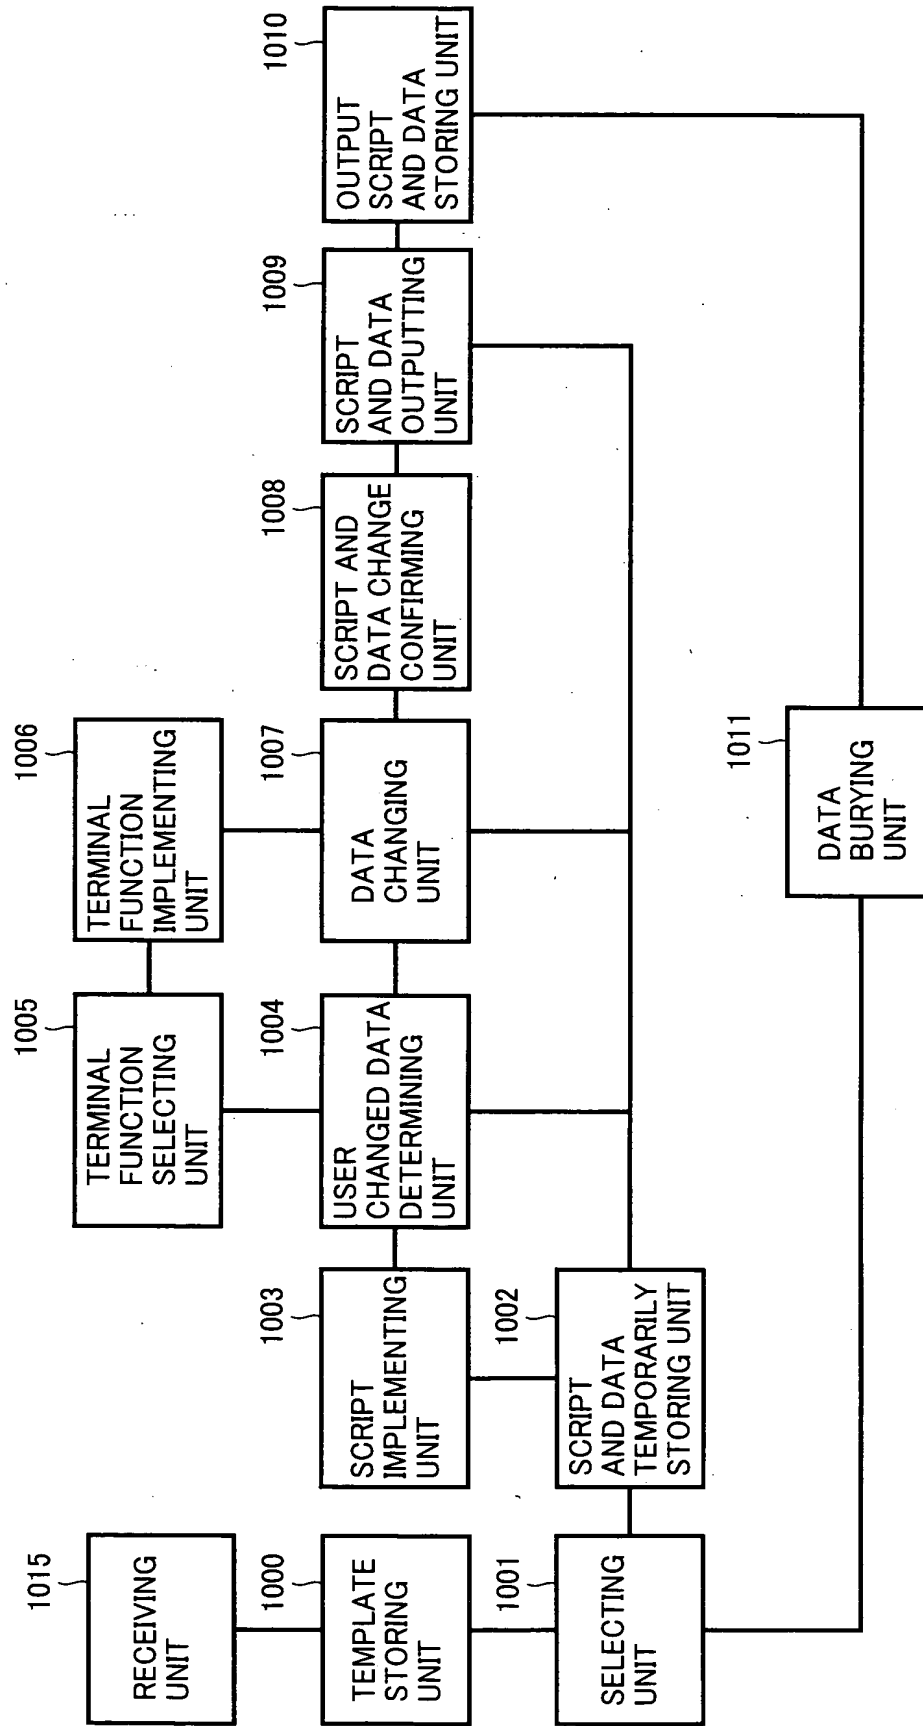 1015
RECEIVING
UNIT
1000
TEMPLATE
STORING
UNIT
1001
SELECTING
UNIT
1003
SCRIPT
IMPLEMENTING
UNIT
1002
SCRIPT
AND DATA
TEMPORARILY
STORING UNIT
1005
TERMINAL
FUNCTION
SELECTING
UNIT
1004
USER
CHANGED DATA
DETERMINING
UNIT
1006
TERMINAL
FUNCTION
IMPLEMENTING
UNIT
1007
DATA
CHANGING
UNIT
1008
SCRIPT AND
DATA CHANGE
CONFIRMING
UNIT
1009
SCRIPT
AND DATA
OUTPUTTING
UNIT
1010
OUTPUT
SCRIPT
AND DATA
STORING UNIT
1011
DATA
BURYING
UNIT